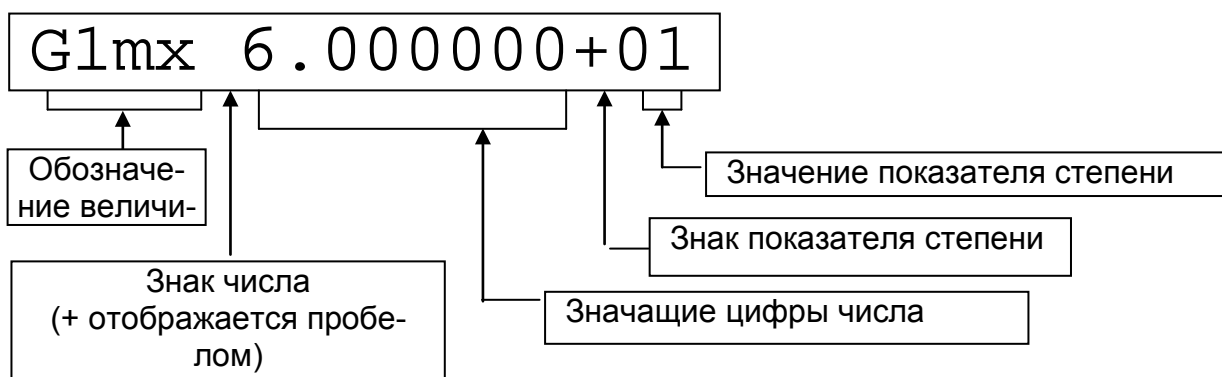 G1mx 6.000000+01
Обозначе-
ние величи-
Значение показателя степени
Знак показателя степени
Знак числа
(+ отображается пробе-
лом)
Значащие цифры числа